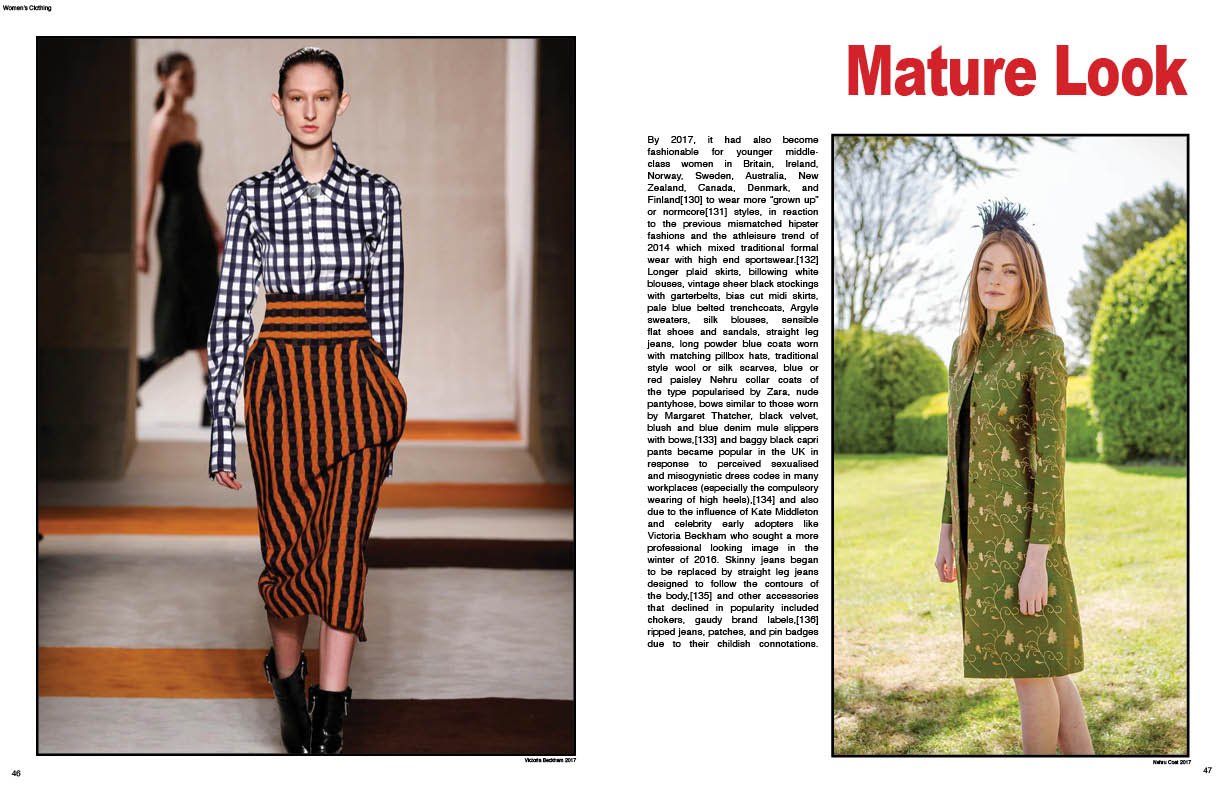 Women's Clothing
Mature Look
By 2017, it had also become
fashionable for younger middle-
class women in Britain, Ireland,
Norway, Sweden, Australia, New
Zealand, Canada, Denmark, and
Finland[130] to wear more “grown up”
or normcore[131] styles, in reaction
to the previous mismatched hipster
fashions and the athleisure trend of
2014 which mixed traditional formal
wear with high end sportswear.[132]
Longer plaid skirts, billowing white
blouses, vintage sheer black stockings
with garterbelts, bias cut midi skirts,
pale blue belted trenchcoats, Argyle
sweaters, silk blouses, sensible
flat shoes and sandals, straight leg
jeans, long powder blue coats worn
with matching pillbox hats, traditional
style wool or silk scarves, blue or
red paisley Nehru collar coats of
the type popularised by Zara, nude
pantyhose, bows similar to those worn
by Margaret Thatcher, black velvet,
blush and blue denim mule slippers
with bows,[133] and baggy black capri
pants became popular in the UK in
response to perceived sexualised
and misogynistic dress codes in many
workplaces (especially the compulsory
wearing of high heels),[134] and also
due to the influence of Kate Middleton
and celebrity early adopters like
Victoria Beckham who sought a more
professional looking image in the
winter of 2016. Skinny jeans began
to be replaced by straight leg jeans
designed to follow the contours of
the body,[135] and other accessories
that declined in popularity included
chokers, gaudy brand labels,[136]
ripped jeans, patches, and pin badges
due to their childish connotations.
Victoria Beckham 2017
Nehru Coat 2017
46
47